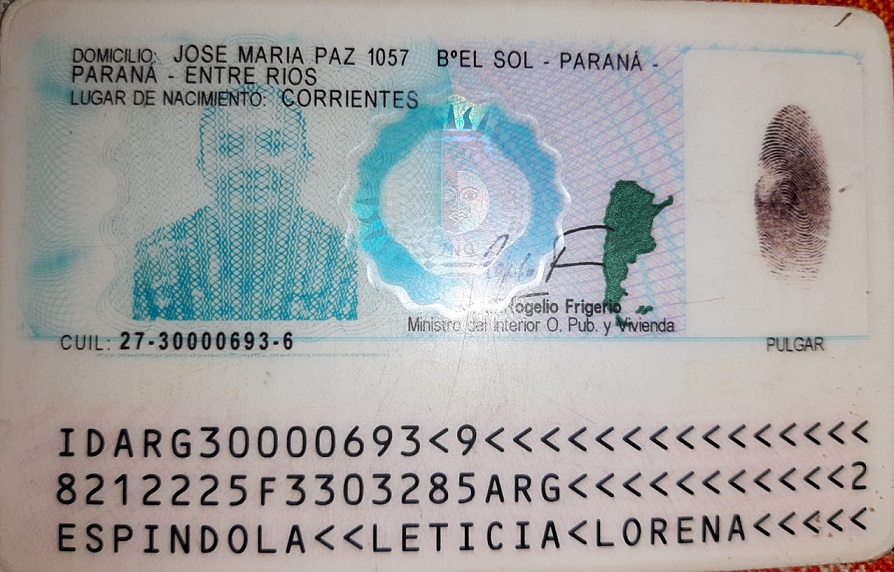 DOMICILIO: JOSE MARIA PAZ 1057 BºEL SOL - PARANÁ -
PARANÁ - ENTRE RIOS
LUGAR DE NACIMIENTO: CORRIENTES
Rogelio Frigerio
Ministro del Interior O. Pub. y Vivienda
CUIL: 27-30000693-6
PULGAR
IDARG30000693<9<<<<<<<<<<<<<<<
8212225F3303285ARG<<<<<<<<<<<2
ESPINDOLA<<LETICIA<LORENA<<<<<